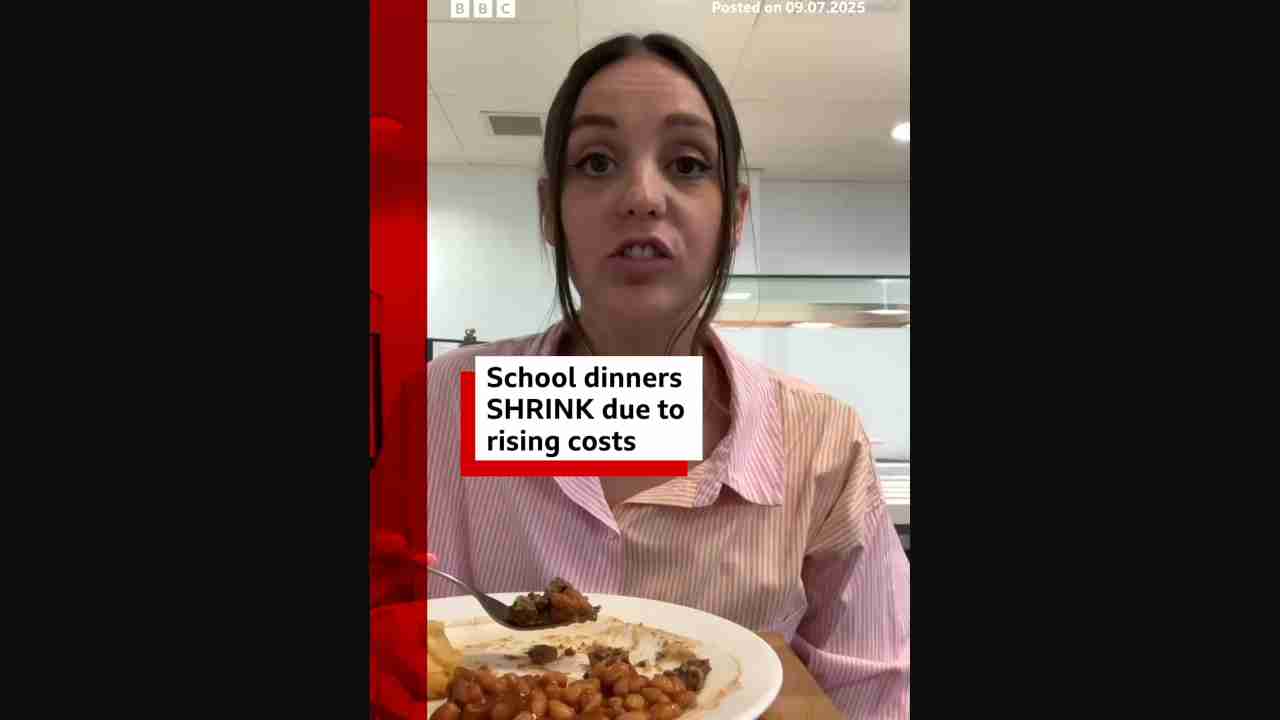 BBC
Posted on 09.07.2025
School dinners
SHRINK due to
rising costs